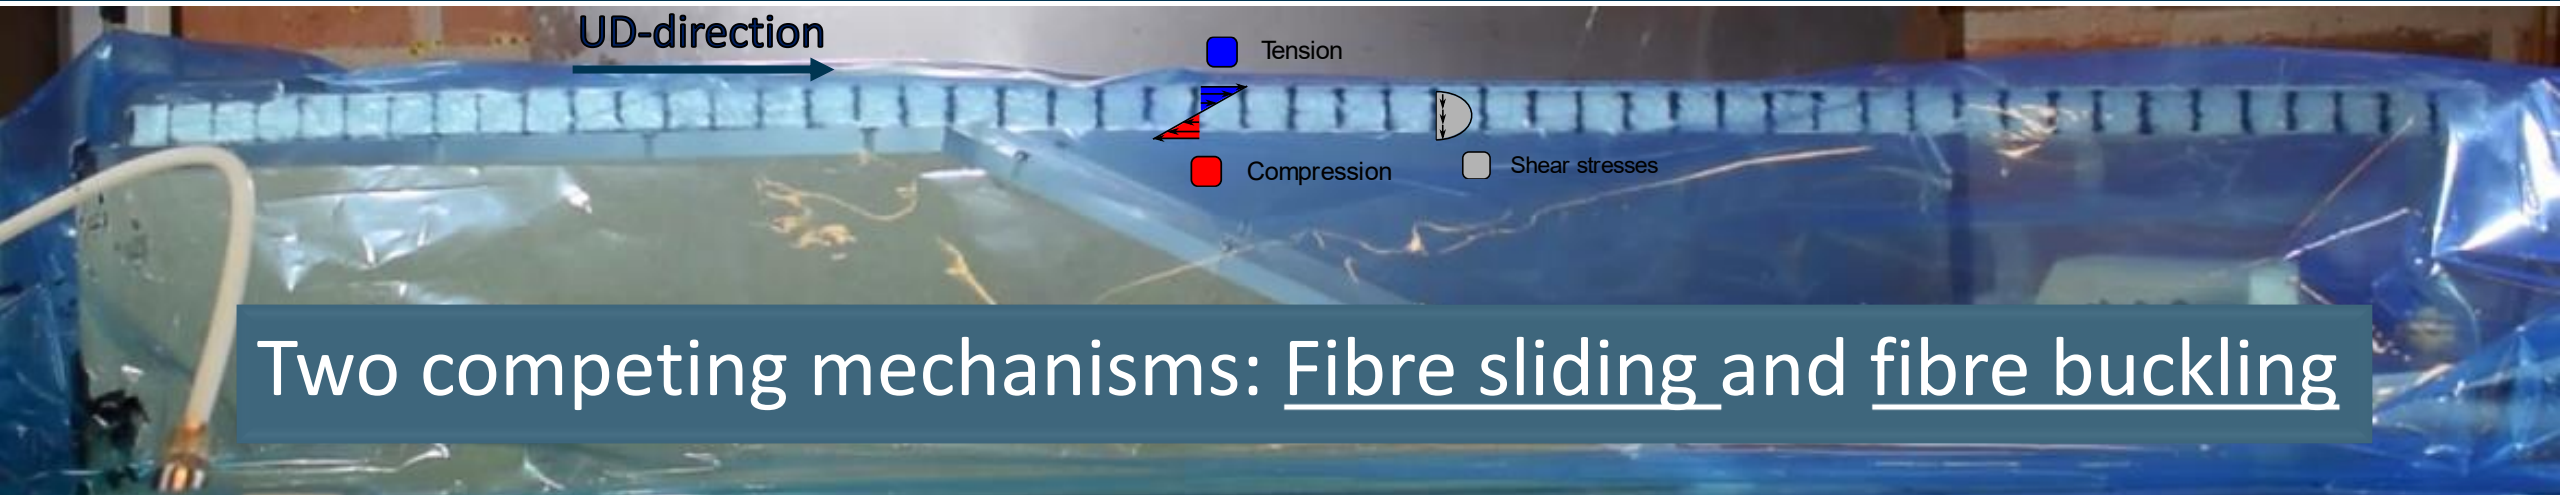 UD-direction
Tension
Compression
Shear stresses
Two competing mechanisms: Fibre sliding and fibre buckling